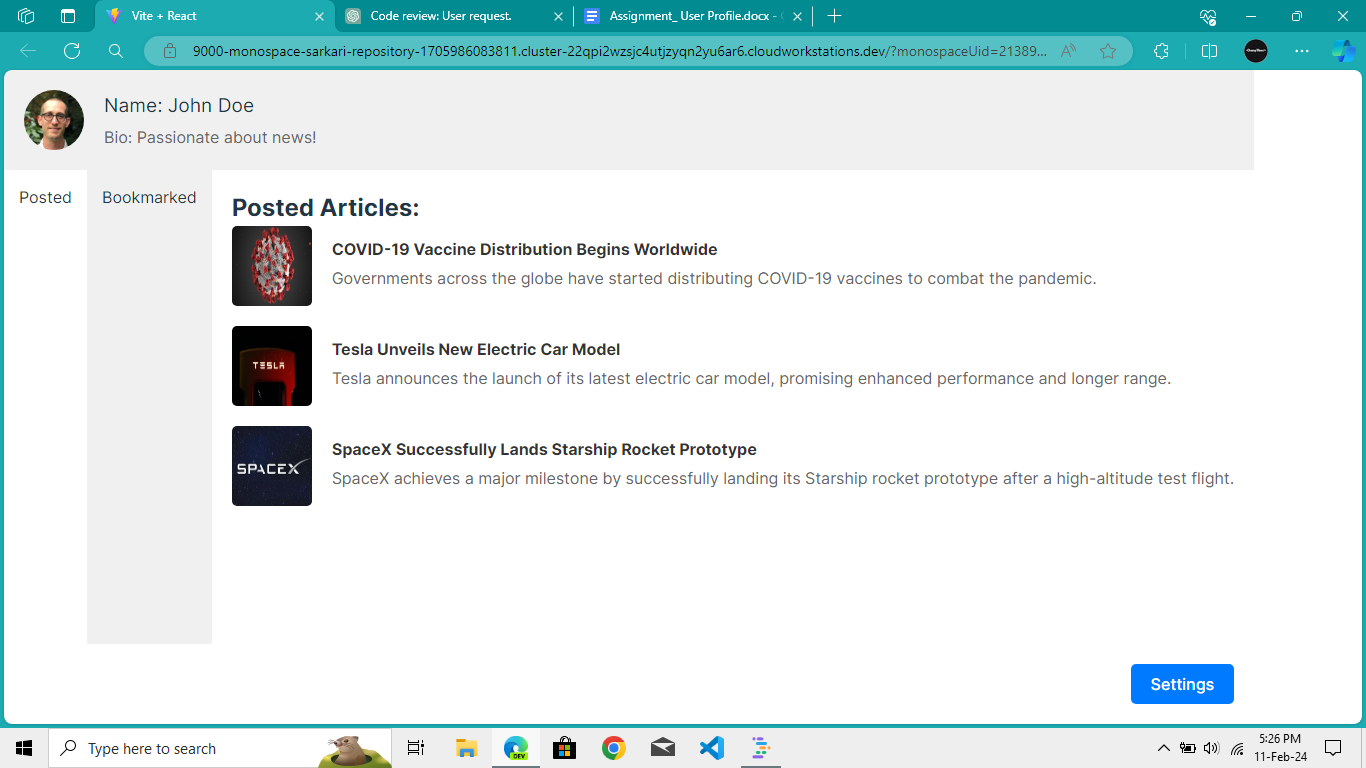 Vite + React
Code review: User request.
Assignment_ User Profile.docx -
9000-monospace-sarkari-repository-1705986083811.cluster-22qpi2wzsjc4utjzyqn2yu6ar6.cloudworkstations.dev/?monospaceUid=21389...
Name: John Doe
Bio: Passionate about news!
Posted
Bookmarked
Posted Articles:
COVID-19 Vaccine Distribution Begins Worldwide
Governments across the globe have started distributing COVID-19 vaccines to combat the pandemic.
TESLA
Tesla Unveils New Electric Car Model
Tesla announces the launch of its latest electric car model, promising enhanced performance and longer range.
SPACEX
SpaceX Successfully Lands Starship Rocket Prototype
SpaceX achieves a major milestone by successfully landing its Starship rocket prototype after a high-altitude test flight.
Settings
Type here to search
DEV
5:26 PM
11-Feb-24